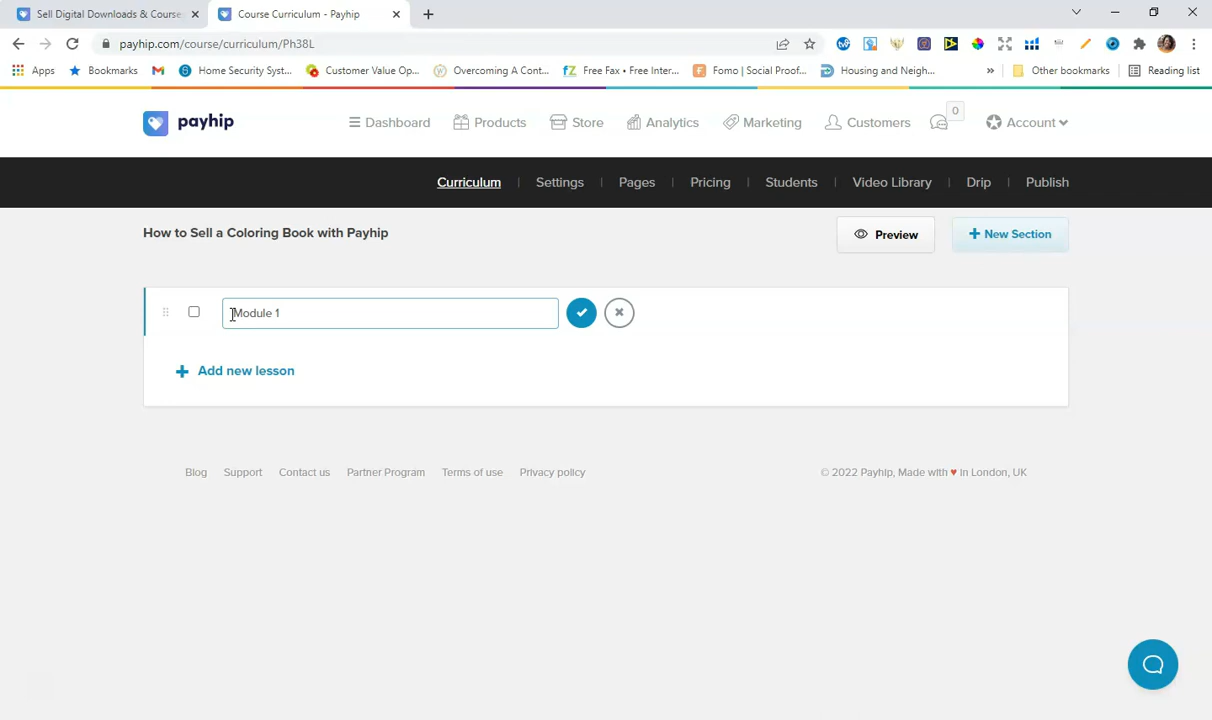 Sell Digital Downloads & Course
Course Curriculum - Payhip
payhip.com/course/curriculum/Ph38L
Apps
Bookmarks
Home Security Syst...
Customer Value Op...
Overcoming A Cont...
Free Fax • Free Inter...
Fomo | Social Proof...
Housing and Neigh...
»
Other bookmarks
Reading list
payhip
Dashboard
Products
Store
Analytics
Marketing
Customers
0
Account
Curriculum
Settings
Pages
Pricing
Students
Video Library
Drip
Publish
How to Sell a Coloring Book with Payhip
Preview
+ New Section
Module 1
+ Add new lesson
Blog
Support
Contact us
Partner Program
Terms of use
Privacy policy
© 2022 Payhip, Made with ♥ in London, UK